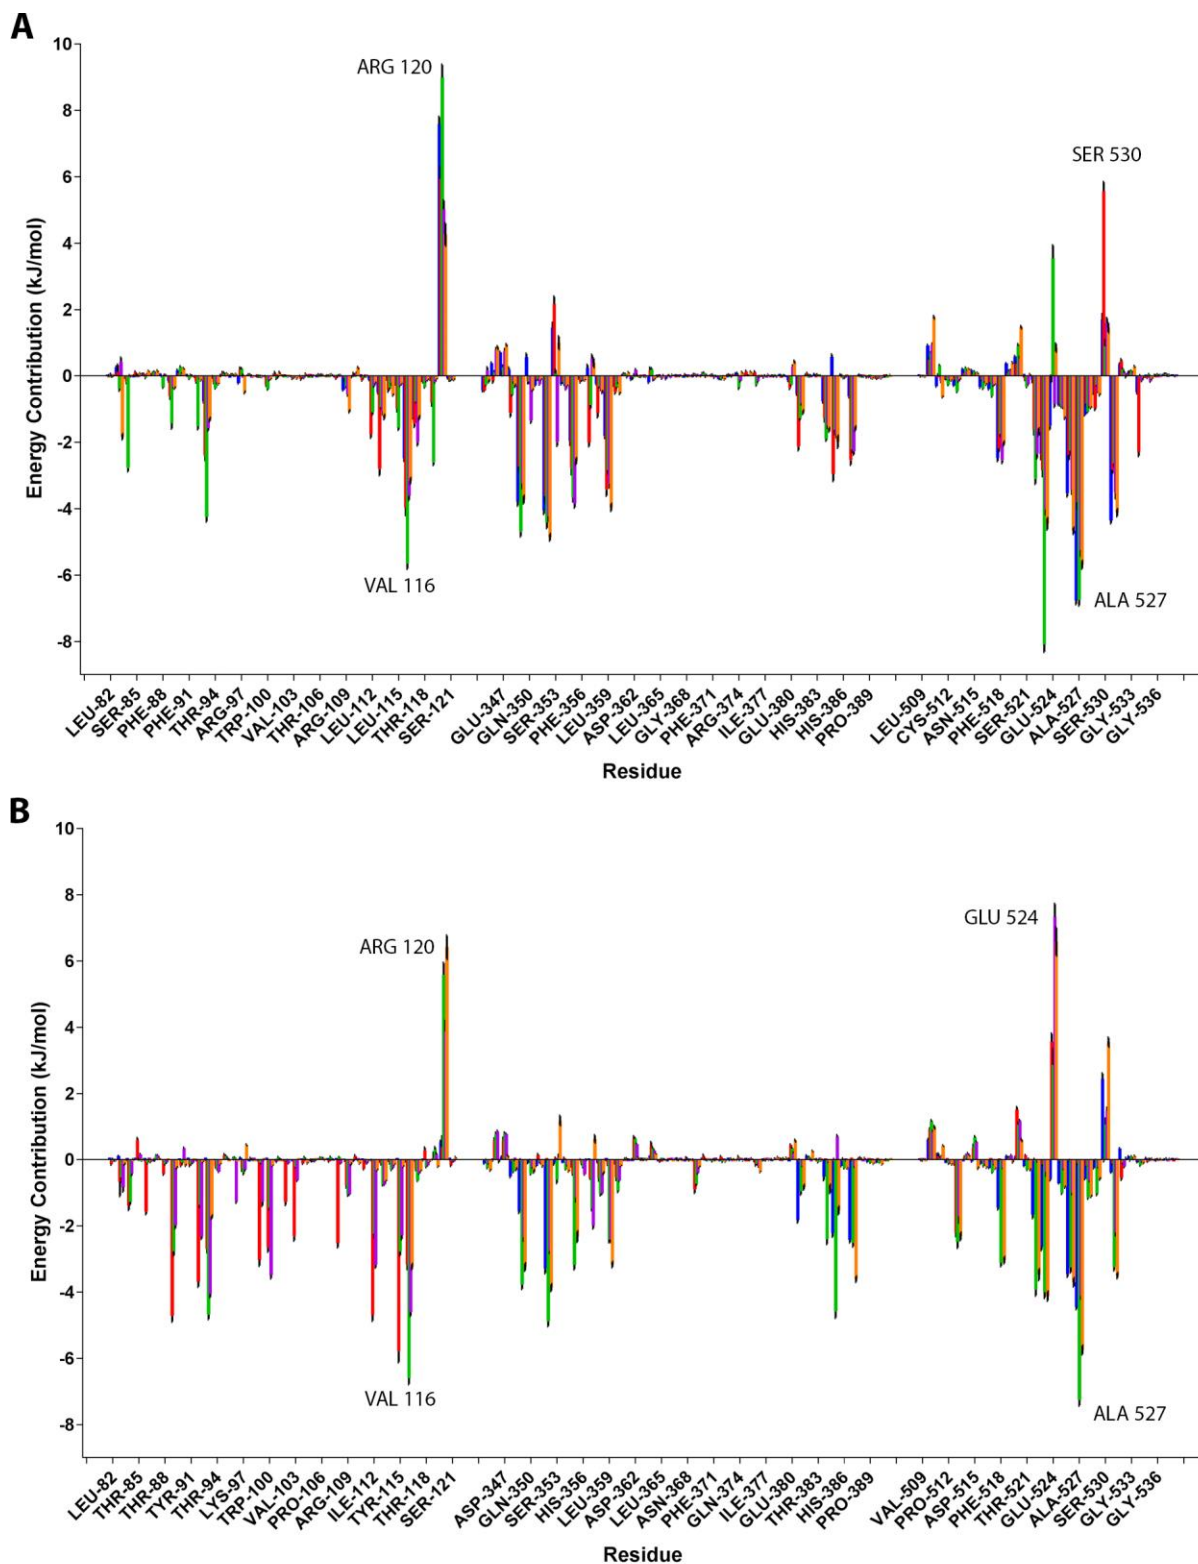 A
10
8
6
4
2
0
-2
-4
-6
-8
Energy Contribution (kJ/mol)
ARG 120
SER 530
VAL 116
ALA 527
LEU-82
SER-85
PHE-88
PHE-91
THR-94
ARG-97
TRP-100
VAL-103
THR-106
ARG-109
LEU-112
LEU-115
THR-118
SER-121
GLU-347
GLN-350
SER-353
PHE-356
LEU-359
ASP-362
LEU-365
GLY-368
PHE-371
ARG-374
ILE-377
GLU-380
HIS-383
HIS-386
PRO-389
LEU-509
CYS-512
ASN-515
PHE-518
SER-521
GLU-524
ALA-527
SER-530
GLY-533
GLY-536
Residue
B
10
8
6
4
2
0
-2
-4
-6
-8
Energy Contribution (kJ/mol)
ARG 120
GLU 524
VAL 116
ALA 527
LEU-82
THR-85
THR-88
TYR-91
THR-94
LYS-97
TRP-100
VAL-103
PRO-106
ARG-109
ILE-112
TYR-115
THR-118
SER-121
ASP-347
GLN-350
SER-353
HIS-356
LEU-359
ASP-362
LEU-365
ASN-368
PHE-371
GLN-374
ILE-377
GLU-380
THR-383
HIS-386
PRO-389
VAL-509
PRO-512
ASP-515
PHE-518
THR-521
GLU-524
ALA-527
SER-530
GLY-533
GLY-536
Residue